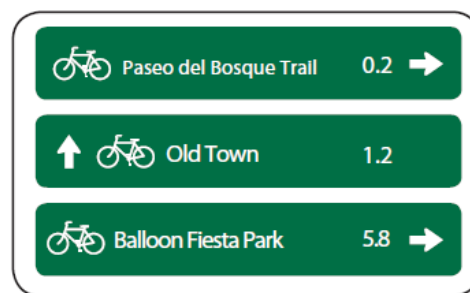 Paseo del Bosque Trail 0.2
Old Town 1.2
Balloon Fiesta Park 5.8